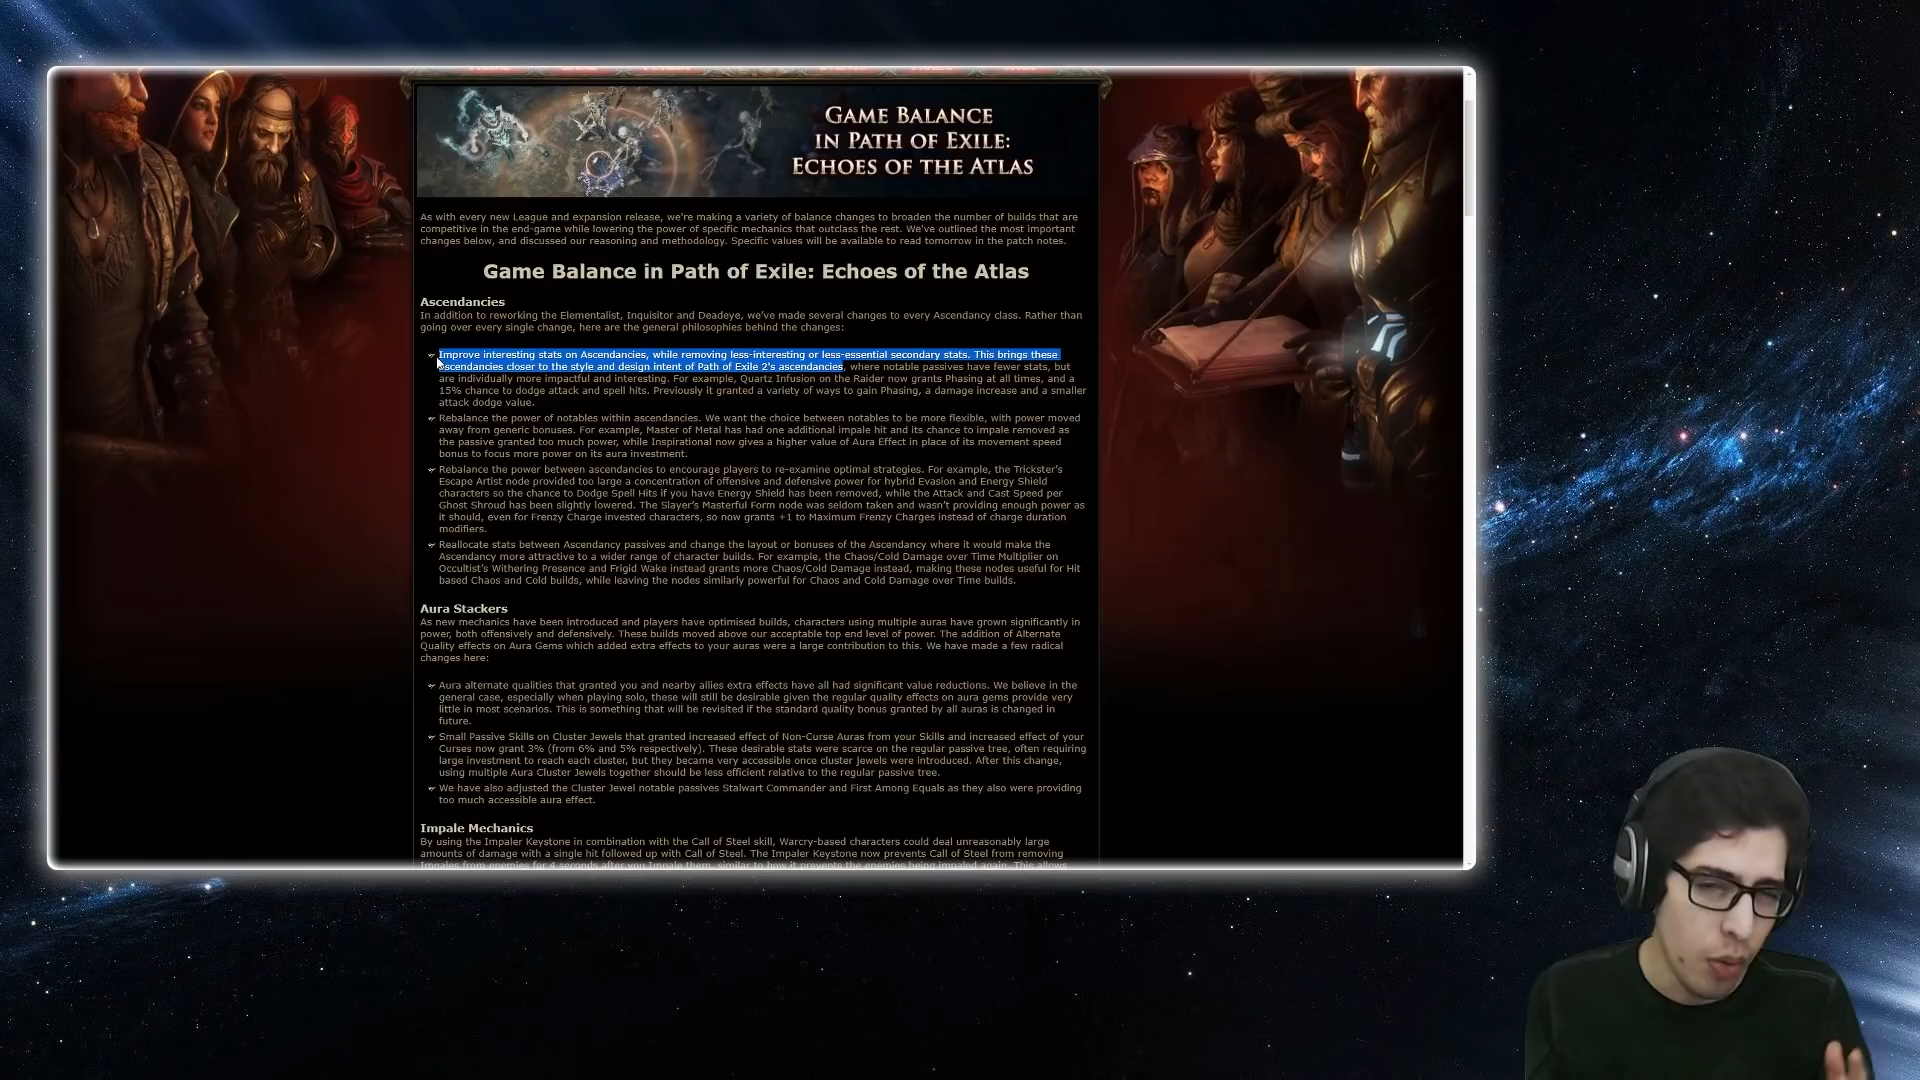 GAME BALANCE
IN PATH OF EXILE:
ECHOES OF THE ATLAS
As with every new League and expansion release, we're making a variety of balance changes to broaden the number of builds that are
competitive in the end-game while lowering the power of specific mechanics that outclass the rest. We've outlined the most important
changes below, and discussed our reasoning and methodology. Specific values will be available to read tomorrow in the patch notes.
Game Balance in Path of Exile: Echoes of the Atlas
Ascendancies
In addition to reworking the Elementalist, Inquisitor and Deadeye, we've made several changes to every Ascendancy class. Rather than
going over every single change, here are the general philosophies behind the changes:
Improve interesting stats on Ascendancies, while removing less-interesting or less-essential secondary stats. This brings these
ascendancies closer to the style and design intent of Path of Exile 2's ascendancies, where notable passives have fewer stats, but
are individually more impactful and interesting. For example, Quartz Infusion on the Raider now grants Phasing at all times, and a
15% chance to dodge attack and spell hits. Previously it granted a variety of ways to gain Phasing, a damage increase and a smaller
attack dodge value.
Rebalance the power of notables within ascendancies. We want the choice between notables to be more flexible, with power moved
away from generic bonuses. For example, Master of Metal has had one additional impale hit and its chance to impale removed as
the passive granted too much power, while Inspirational now gives a higher value of Aura Effect in place of its movement speed
bonus to focus more power on its aura investment.
Rebalance the power between ascendancies to encourage players to re-examine optimal strategies. For example, the Trickster's
Escape Artist node provided too large a concentration of offensive and defensive power for hybrid Evasion and Energy Shield
characters so the chance to Dodge Spell Hits if you have Energy Shield has been removed, while the Attack and Cast Speed per
Ghost Shroud has been slightly lowered. The Slayer's Masterful Form node was seldom taken and wasn't providing enough power as
it should, even for Frenzy Charge invested characters, so now grants +1 to Maximum Frenzy Charges instead of charge duration
modifiers.
Reallocate stats between Ascendancy passives and change the layout or bonuses of the Ascendancy where it would make the
Ascendancy more attractive to a wider range of character builds. For example, the Chaos/Cold Damage over Time Multiplier on
Occultist's Withering Presence and Frigid Wake instead grants more Chaos/Cold Damage instead, making these nodes useful for Hit
based Chaos and Cold builds, while leaving the nodes similarly powerful for Chaos and Cold Damage over Time builds.
Aura Stackers
As new mechanics have been introduced and players have optimised builds, characters using multiple auras have grown significantly in
power, both offensively and defensively. These builds moved above our acceptable top end level of power. The addition of Alternate
Quality effects on Aura Gems which added extra effects to your auras were a large contribution to this. We have made a few radical
changes here:
Aura alternate qualities that granted you and nearby allies extra effects have all had significant value reductions. We believe in the
general case, especially when playing solo, these will still be desirable given the regular quality effects on aura gems provide very
little in most scenarios. This is something that will be revisited if the standard quality bonus granted by all auras is changed in
future.
Small Passive Skills on Cluster Jewels that granted increased effect of Non-Curse Auras from your Skills and increased effect of your
Curses now grant 3% (from 6% and 5% respectively). These desirable stats were scarce on the regular passive tree, often requiring
large investment to reach each cluster, but they became very accessible once cluster jewels were introduced. After this change,
using multiple Aura Cluster Jewels together should be less efficient relative to the regular passive tree.
We have also adjusted the Cluster Jewel notable passives Stalwart Commander and First Among Equals as they also were providing
too much accessible aura effect.
Impale Mechanics
By using the Impaler Keystone in combination with the Call of Steel skill, Warcry-based characters could deal unreasonably large
amounts of damage with a single hit followed up with Call of Steel. The Impaler Keystone now prevents Call of Steel from removing
Impales from enemies for 4 seconds after you Impale them, similar to how it prevents the enemies being impaled again. This allows